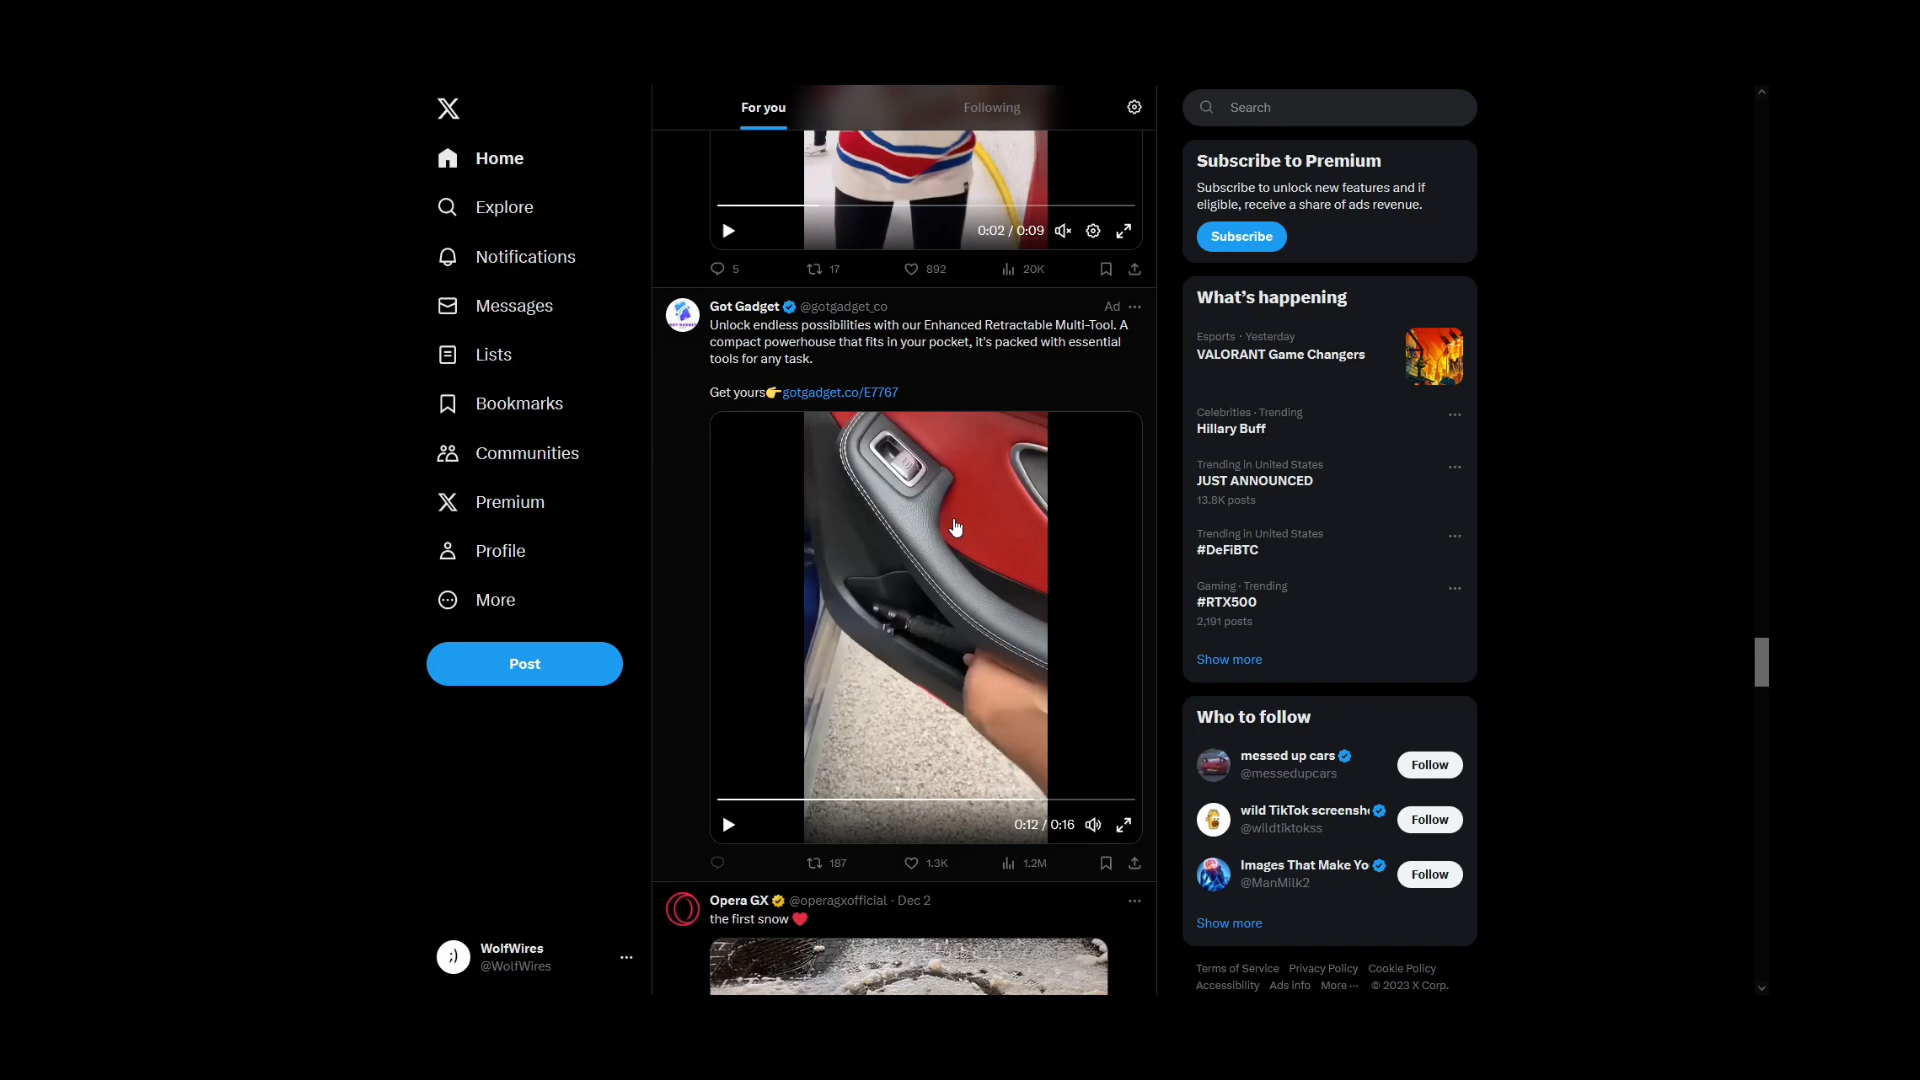 Home
Explore
Notifications
Messages
Lists
Bookmarks
Communities
Premium
Profile
More
Post
WolfWires
@WolfWires
For you
Following
0:02 / 0:09
5
17
892
20K
Got Gadget @gotgadget_co
Ad
Unlock endless possibilities with our Enhanced Retractable Multi-Tool. A
compact powerhouse that fits in your pocket, it's packed with essential
tools for any task.
Get yours👉gotgadget.co/E7767
0:12 / 0:16
187
1.3K
1.2M
Opera GX @operagxofficial · Dec 2
the first snow ❤️
Search
Subscribe to Premium
Subscribe to unlock new features and if
eligible, receive a share of ads revenue.
Subscribe
What's happening
Esports · Yesterday
VALORANT Game Changers
Celebrities · Trending
Hillary Buff
Trending in United States
JUST ANNOUNCED
13.8K posts
Trending in United States
#DeFiBTC
Gaming · Trending
#RTX500
2,191 posts
Show more
Who to follow
messed up cars
@messedupcars
Follow
wild TikTok screensh
@wildtiktokss
Follow
Images That Make Yo
@ManMilk2
Follow
Show more
Terms of Service Privacy Policy Cookie Policy
Accessibility Ads info More ··· © 2023 X Corp.